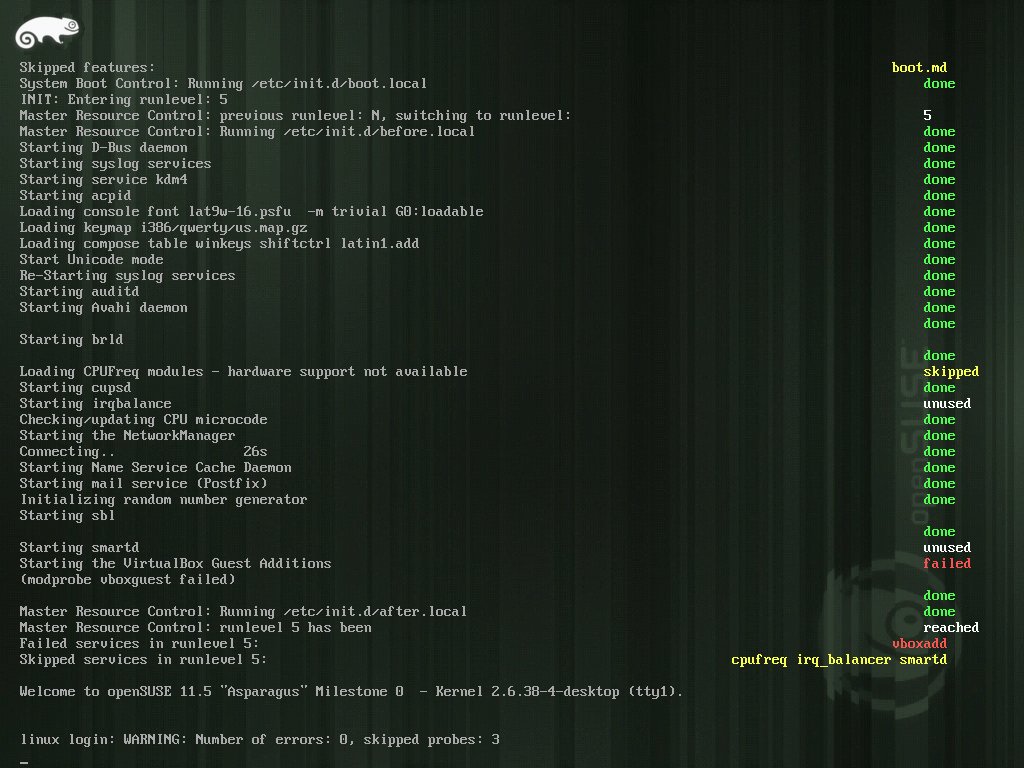 Skipped features: boot.md
System Boot Control: Running /etc/init.d/boot.local done
INIT: Entering runlevel: 5
Master Resource Control: previous runlevel: N, switching to runlevel: 5
Master Resource Control: Running /etc/init.d/before.local done
Starting D-Bus daemon done
Starting syslog services done
Starting service kdm4 done
Starting acpid done
Loading console font lat9w-16.psfu  -m trivial G0:loadable done
Loading keymap i386/qwerty/us.map.gz done
Loading compose table winkeys shiftctrl latin1.add done
Start Unicode mode done
Re-Starting syslog services done
Starting auditd done
Starting Avahi daemon done
done
Starting brld
done
Loading CPUFreq modules - hardware support not available skipped
Starting cupsd done
Starting irqbalance unused
Checking/updating CPU microcode done
Starting the NetworkManager done
Connecting.. 26s done
Starting Name Service Cache Daemon done
Starting mail service (Postfix) done
Initializing random number generator done
Starting sbl
done
Starting smartd unused
Starting the VirtualBox Guest Additions failed
(modprobe vboxguest failed)
done
Master Resource Control: Running /etc/init.d/after.local done
Master Resource Control: runlevel 5 has been reached
Failed services in runlevel 5: vboxadd
Skipped services in runlevel 5: cpufreq irq_balancer smartd
Welcome to openSUSE 11.5 "Asparagus" Milestone 0  - Kernel 2.6.38-4-desktop (tty1).
linux login: WARNING: Number of errors: 0, skipped probes: 3
_
openSUSE